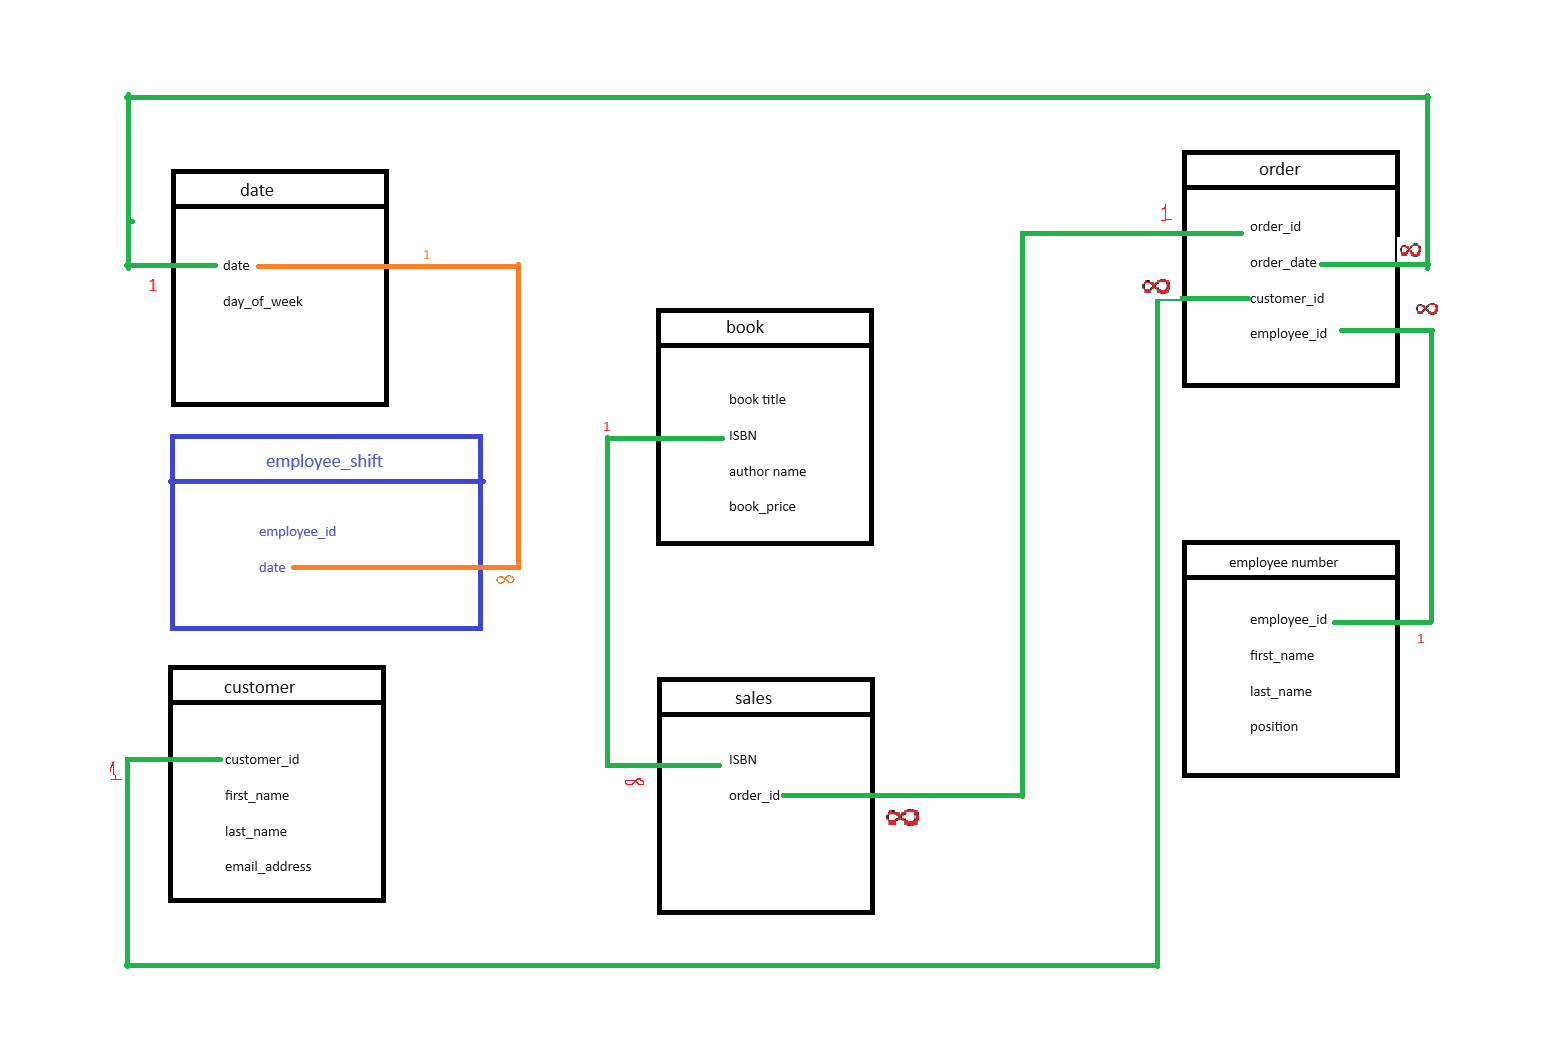 date
date
1
1
day_of_week
employee_shift
employee_id
date
∞
customer
customer_id
1
first_name
last_name
email_address
book
book title
1
ISBN
author name
book_price
sales
ISBN
∞
order_id
∞
order
1
order_id
∞
order_date
∞
customer_id
∞
employee_id
employee number
employee_id
1
first_name
last_name
position